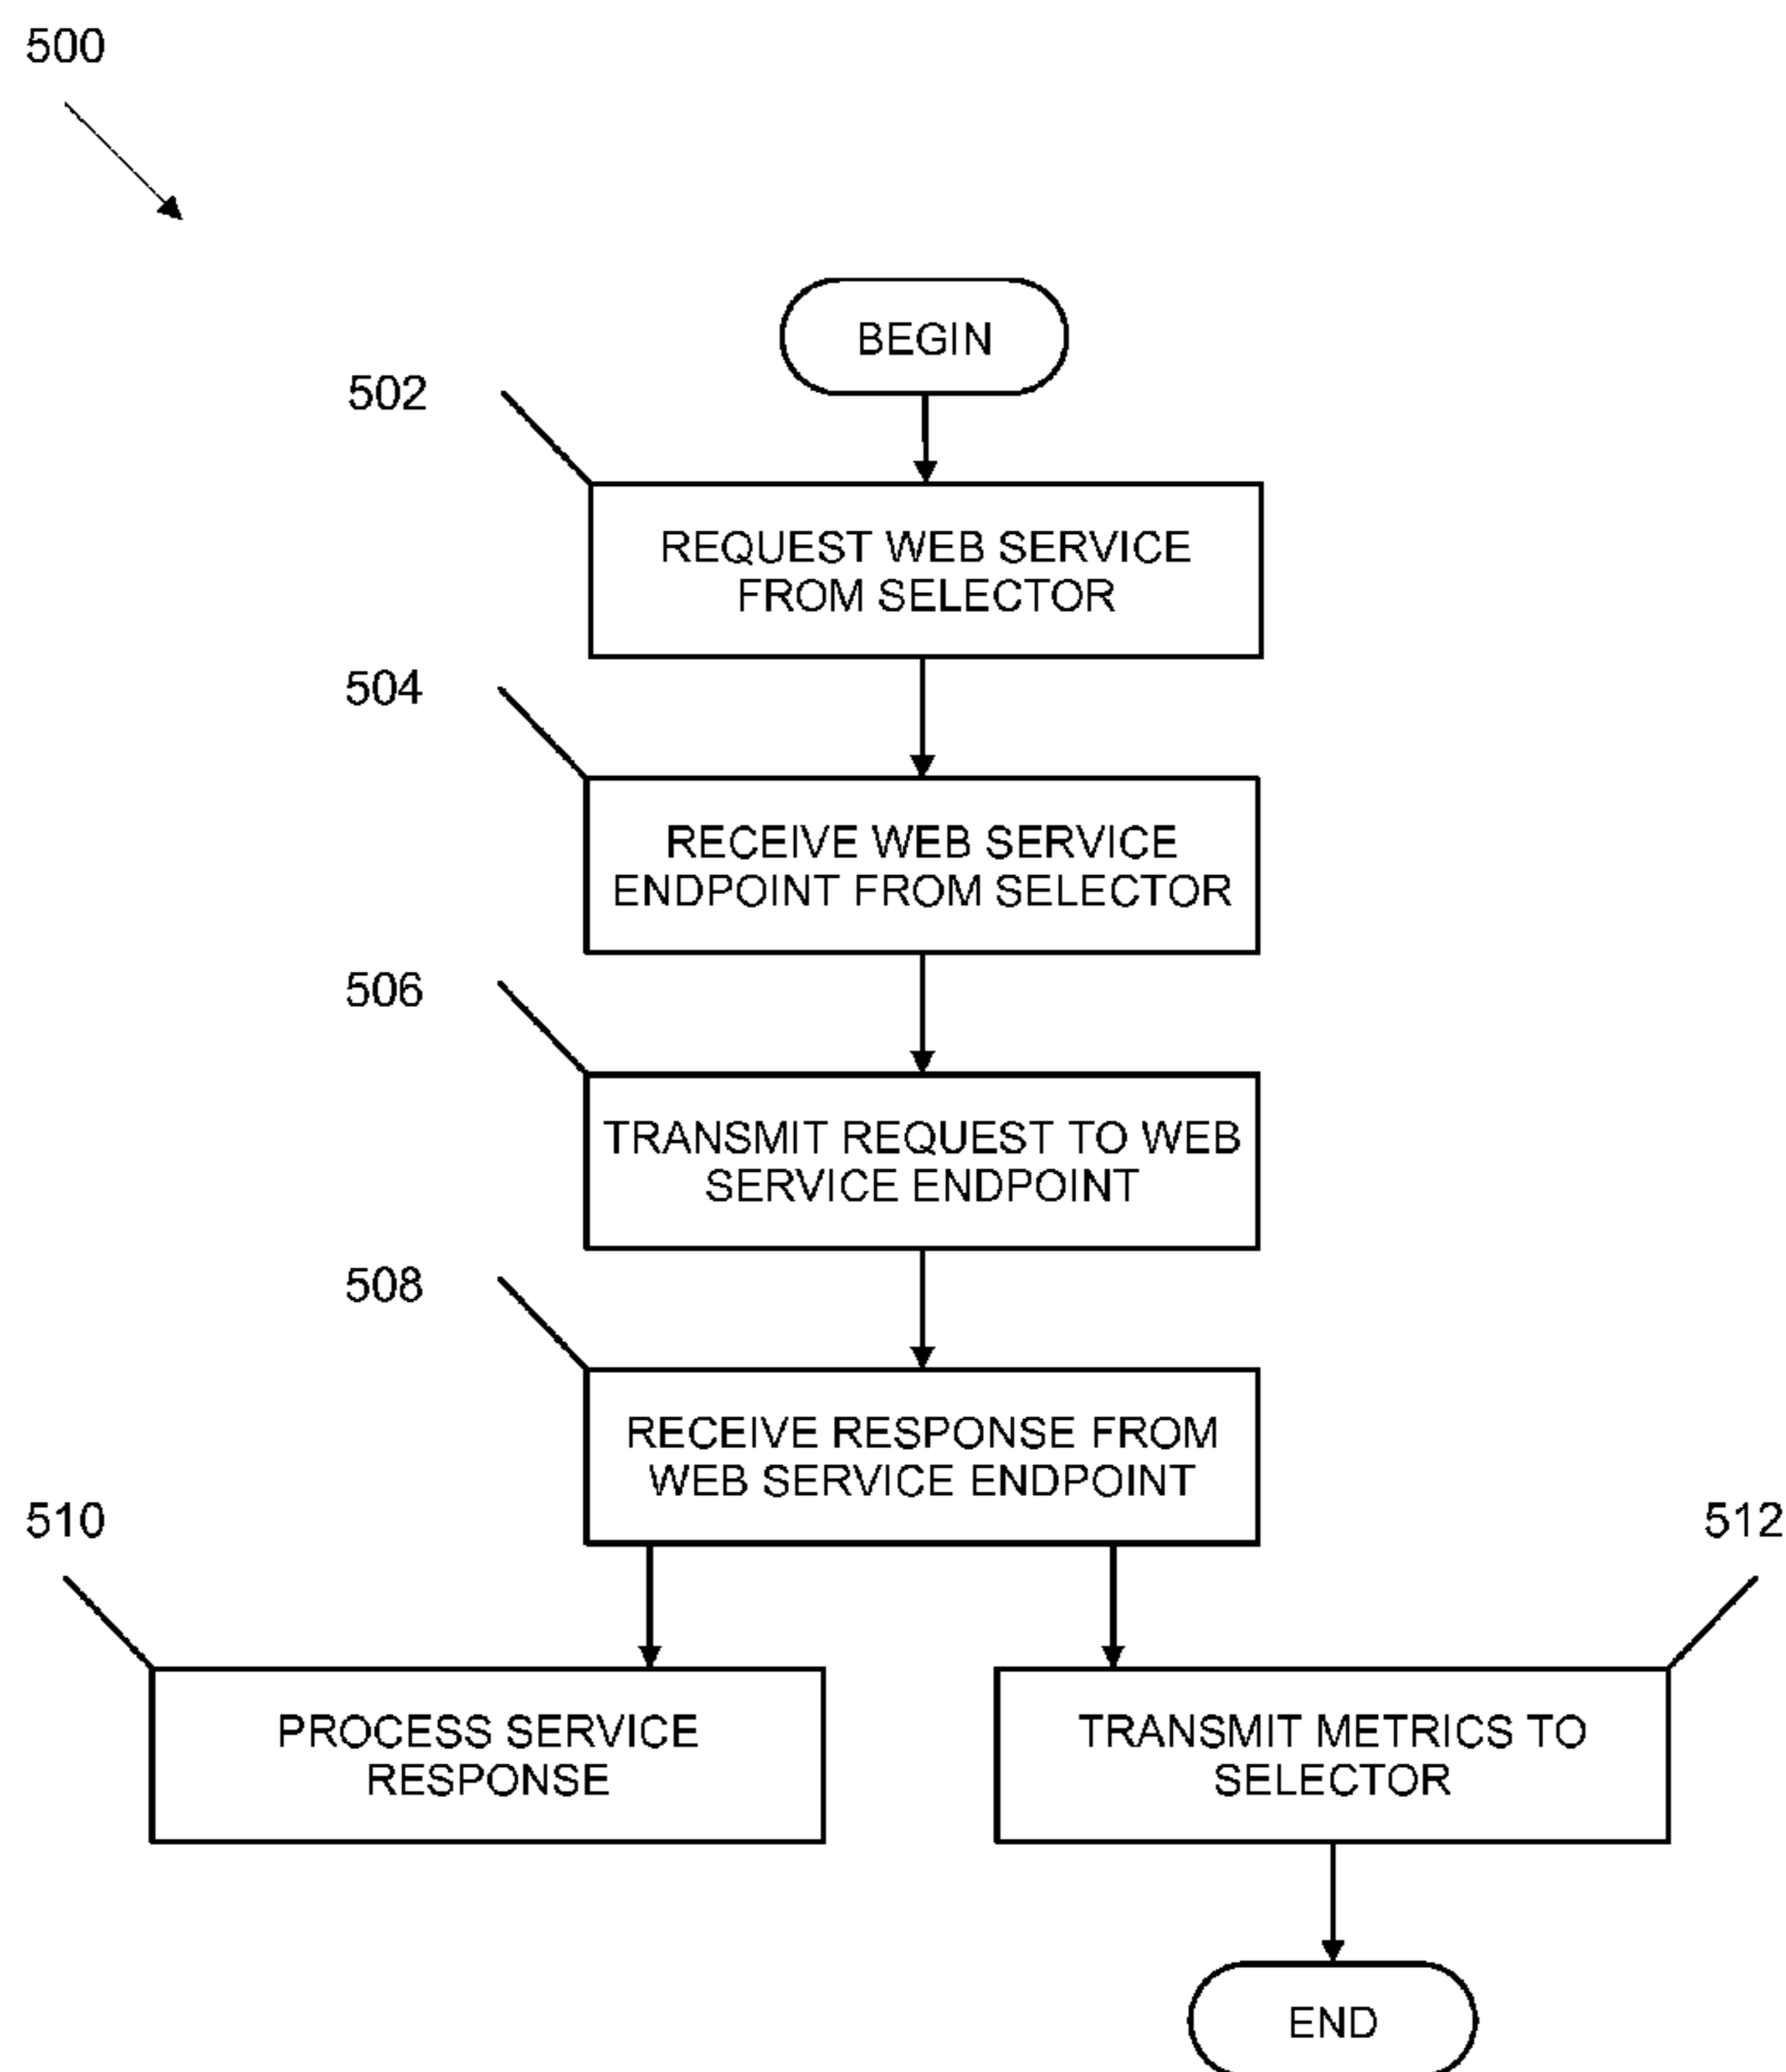 500
BEGIN
502
REQUEST WEB SERVICE
FROM SELECTOR
504
RECEIVE WEB SERVICE
ENDPOINT FROM SELECTOR
506
TRANSMIT REQUEST TO WEB
SERVICE ENDPOINT
508
RECEIVE RESPONSE FROM
WEB SERVICE ENDPOINT
510
512
PROCESS SERVICE
RESPONSE
TRANSMIT METRICS TO
SELECTOR
END